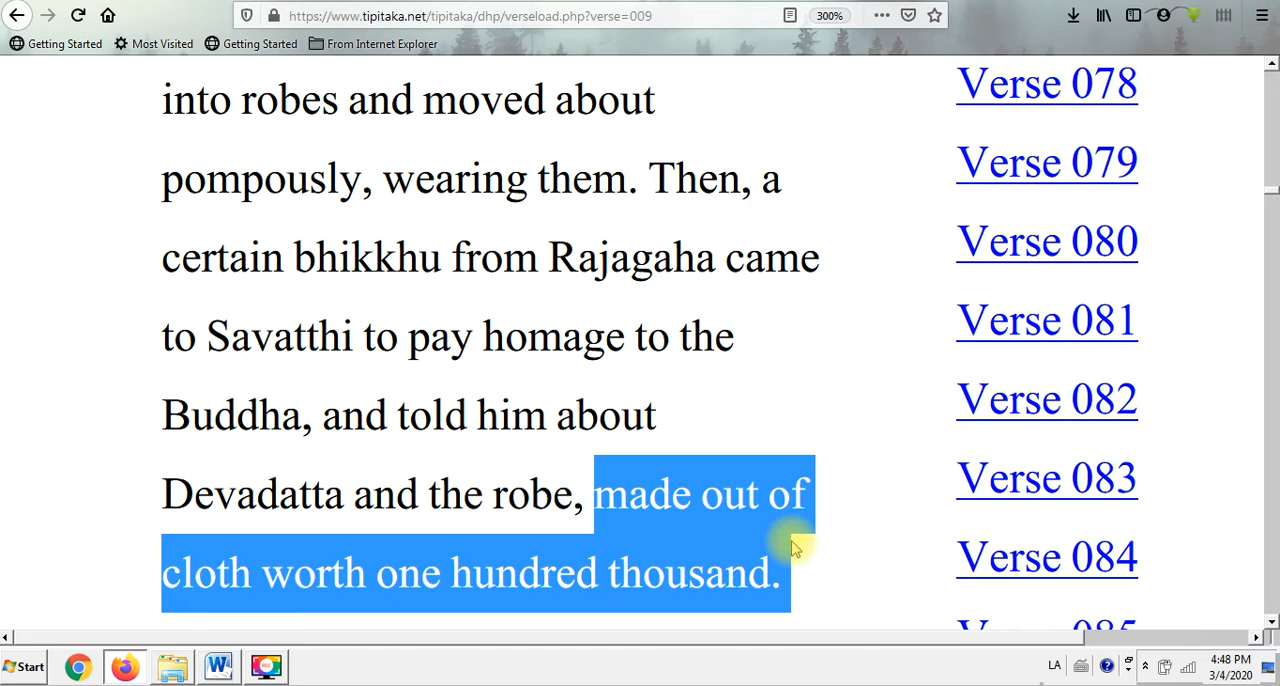 https://www.tipitaka.net/tipitaka/dhp/verseload.php?verse=009
300%
Getting Started
Most Visited
Getting Started
From Internet Explorer
into robes and moved about
pompously, wearing them. Then, a
certain bhikkhu from Rajagaha came
to Savatthi to pay homage to the
Buddha, and told him about
Devadatta and the robe, made out of
cloth worth one hundred thousand.
Verse 078
Verse 079
Verse 080
Verse 081
Verse 082
Verse 083
Verse 084
Verse 085
Start
LA
4:48 PM
3/4/2020